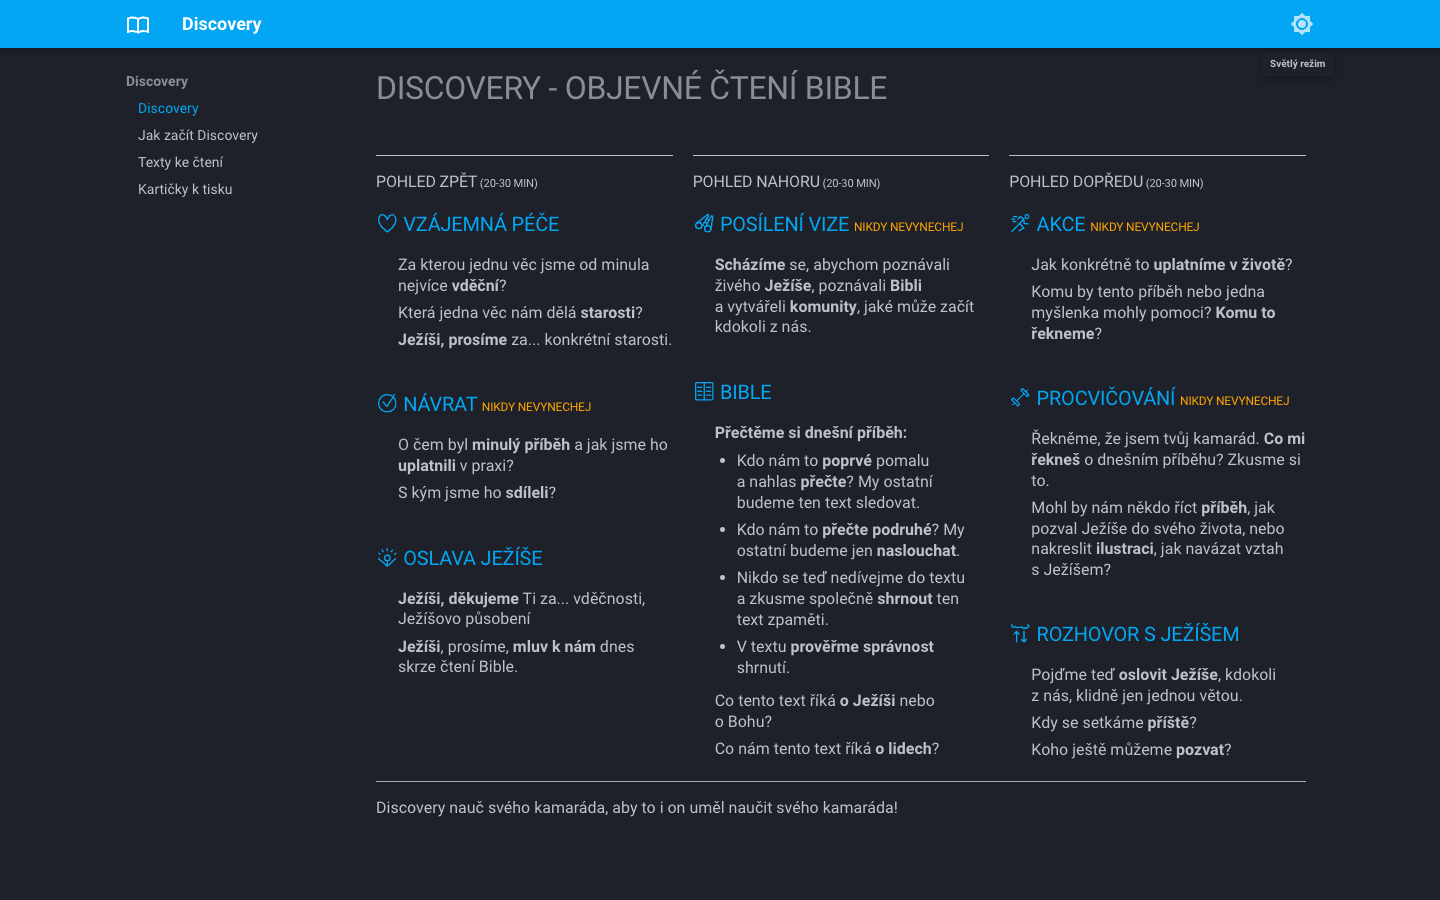 Discovery
Světlý režim
Discovery
Discovery
Jak začít Discovery
Texty ke čtení
Kartičky k tisku
DISCOVERY - OBJEVNÉ ČTENÍ BIBLE
POHLED ZPĚT (20-30 MIN)
VZÁJEMNÁ PÉČE
Za kterou jednu věc jsme od minula
nejvíce vděční?
Která jedna věc nám dělá starosti?
Ježíši, prosíme za... konkrétní starosti.
NÁVRAT NIKDY NEVYNECHEJ
O čem byl minulý příběh a jak jsme ho
uplatnili v praxi?
S kým jsme ho sdíleli?
OSLAVA JEŽÍŠE
Ježíši, děkujeme Ti za... vděčnosti,
Ježíšovo působení
Ježíši, prosíme, mluv k nám dnes
skrze čtení Bible.
POHLED NAHORU (20-30 MIN)
POSÍLENÍ VIZE NIKDY NEVYNECHEJ
Scházíme se, abychom poznávali
živého Ježíše, poznávali Bibli
a vytvářeli komunity, jaké může začít
kdokoli z nás.
BIBLE
Přečtěme si dnešní příběh:
• Kdo nám to poprvé pomalu
a nahlas přečte? My ostatní
budeme ten text sledovat.
• Kdo nám to přečte podruhé? My
ostatní budeme jen naslouchat.
• Nikdo se teď nedívejme do textu
a zkusme společně shrnout ten
text zpaměti.
• V textu prověřme správnost
shrnutí.
Co tento text říká o Ježíši nebo
o Bohu?
Co nám tento text říká o lidech?
POHLED DOPŘEDU (20-30 MIN)
AKCE NIKDY NEVYNECHEJ
Jak konkrétně to uplatníme v životě?
Komu by tento příběh nebo jedna
myšlenka mohly pomoci? Komu to
řekneme?
PROCVIČOVÁNÍ NIKDY NEVYNECHEJ
Řekněme, že jsem tvůj kamarád. Co mi
řekneš o dnešním příběhu? Zkusme si
to.
Mohl by nám někdo říct příběh, jak
pozval Ježíše do svého života, nebo
nakreslit ilustraci, jak navázat vztah
s Ježíšem?
ROZHOVOR S JEŽÍŠEM
Pojďme teď oslovit Ježíše, kdokoli
z nás, klidně jen jednou větou.
Kdy se setkáme příště?
Koho ještě můžeme pozvat?
Discovery nauč svého kamaráda, aby to i on uměl naučit svého kamaráda!